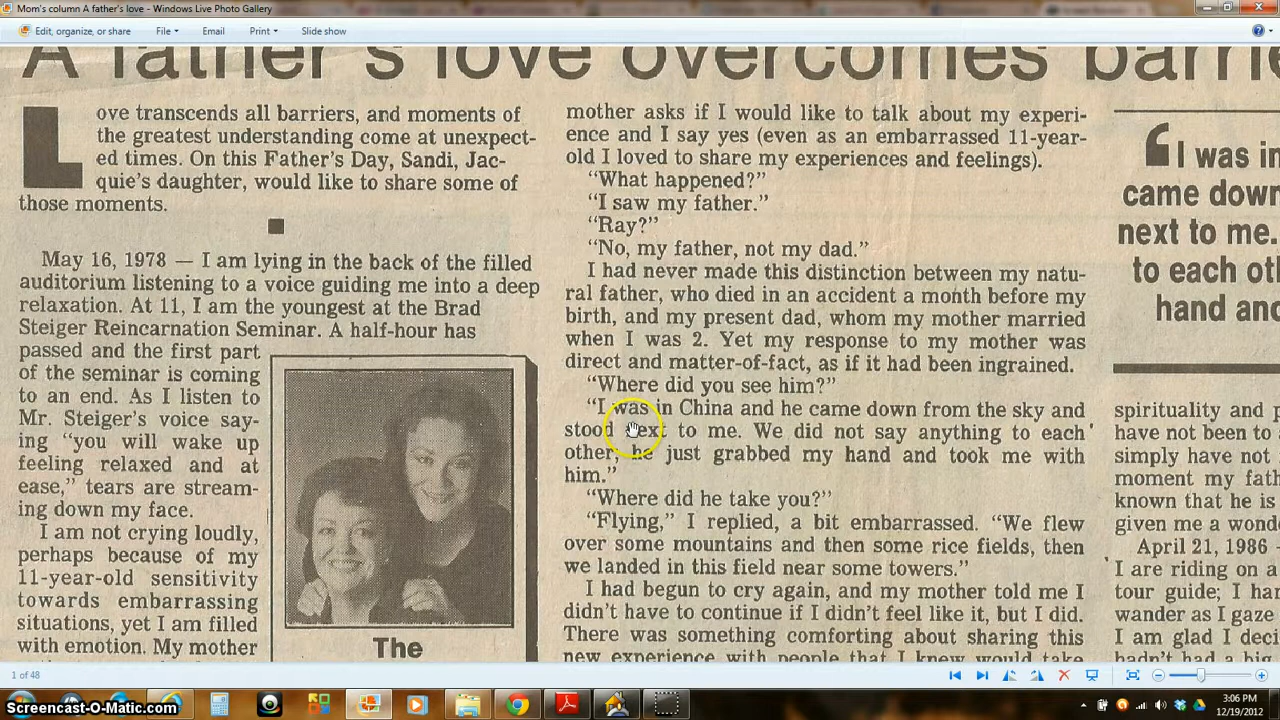 Mom's column A father's love - Windows Live Photo Gallery
Edit, organize, or share File Email Print Slide show
A father's love overcomes barrie
Love transcends all barriers, and moments of
the greatest understanding come at unexpect-
ed times. On this Father's Day, Sandi, Jac-
quie's daughter, would like to share some of
those moments.
May 16, 1978 — I am lying in the back of the filled
auditorium listening to a voice guiding me into a deep
relaxation. At 11, I am the youngest at the Brad
Steiger Reincarnation Seminar. A half-hour has
passed and the first part
of the seminar is coming
to an end. As I listen to
Mr. Steiger's voice say-
ing “you will wake up
feeling relaxed and at
ease,” tears are stream-
ing down my face.
I am not crying loudly,
perhaps because of my
11-year-old sensitivity
towards embarrassing
situations, yet I am filled
with emotion. My mother
The
mother asks if I would like to talk about my experi-
ence and I say yes (even as an embarrassed 11-year-
old I loved to share my experiences and feelings).
“What happened?”
“I saw my father.”
“Ray?”
“No, my father, not my dad.”
I had never made this distinction between my natu-
ral father, who died in an accident a month before my
birth, and my present dad, whom my mother married
when I was 2. Yet my response to my mother was
direct and matter-of-fact, as if it had been ingrained.
“Where did you see him?”
“I was in China and he came down from the sky and
stood next to me. We did not say anything to each
other, he just grabbed my hand and took me with
him.”
“Where did he take you?”
“Flying,” I replied, a bit embarrassed. “We flew
over some mountains and then some rice fields, then
we landed in this field near some towers.”
I had begun to cry again, and my mother told me I
didn't have to continue if I didn't feel like it, but I did.
There was something comforting about sharing this
new experience with people that I knew would take
“I was in
came down
next to me.
to each oth
hand and
spirituality and p
have not been to
simply have not
moment my fath
known that he is
given me a wond
April 21, 1986 -
I are riding on a
tour guide; I har
wander as I gaze
I am glad I deci
hadn't had a big
1 of 48
Screencast-O-Matic.com
3:06 PM
12/19/2012